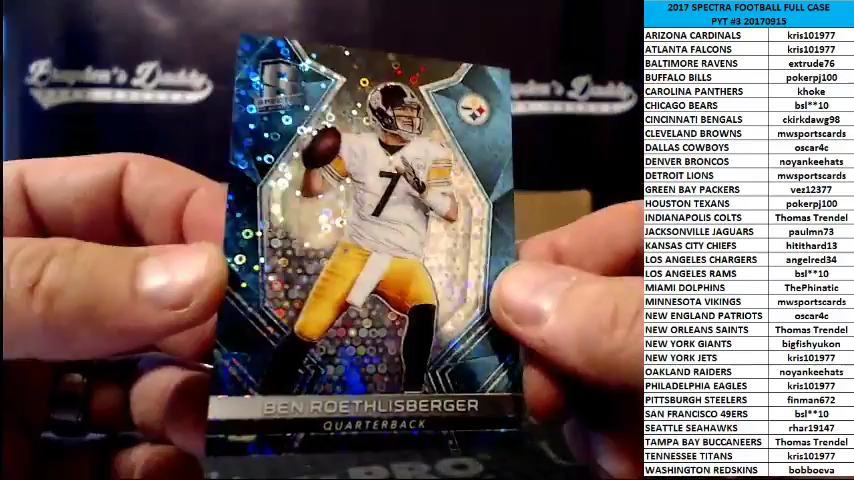 2017 SPECTRA FOOTBALL FULL CASE
PYT #3 20170915
ARIZONA CARDINALS kris101977
ATLANTA FALCONS kris101977
BALTIMORE RAVENS extrude76
BUFFALO BILLS pokerpj100
CAROLINA PANTHERS khoke
CHICAGO BEARS bsl**10
CINCINNATI BENGALS ckirkdawg98
CLEVELAND BROWNS mwsportscards
DALLAS COWBOYS oscar4c
DENVER BRONCOS noyankeehats
DETROIT LIONS mwsportscards
GREEN BAY PACKERS vez12377
HOUSTON TEXANS pokerpj100
INDIANAPOLIS COLTS Thomas Trendel
JACKSONVILLE JAGUARS paulmn73
KANSAS CITY CHIEFS hitithard13
LOS ANGELES CHARGERS angelred34
LOS ANGELES RAMS bsl**10
MIAMI DOLPHINS ThePhinatic
MINNESOTA VIKINGS mwsportscards
NEW ENGLAND PATRIOTS oscar4c
NEW ORLEANS SAINTS Thomas Trendel
NEW YORK GIANTS bigfishyukon
NEW YORK JETS kris101977
OAKLAND RAIDERS noyankeehats
PHILADELPHIA EAGLES kris101977
PITTSBURGH STEELERS finman672
SAN FRANCISCO 49ERS bsl**10
SEATTLE SEAHAWKS rhar19147
TAMPA BAY BUCCANEERS Thomas Trendel
TENNESSEE TITANS kris101977
WASHINGTON REDSKINS bobboeva
Brayden's Daddy
7
BEN ROETHLISBERGER
QUARTERBACK
PRO